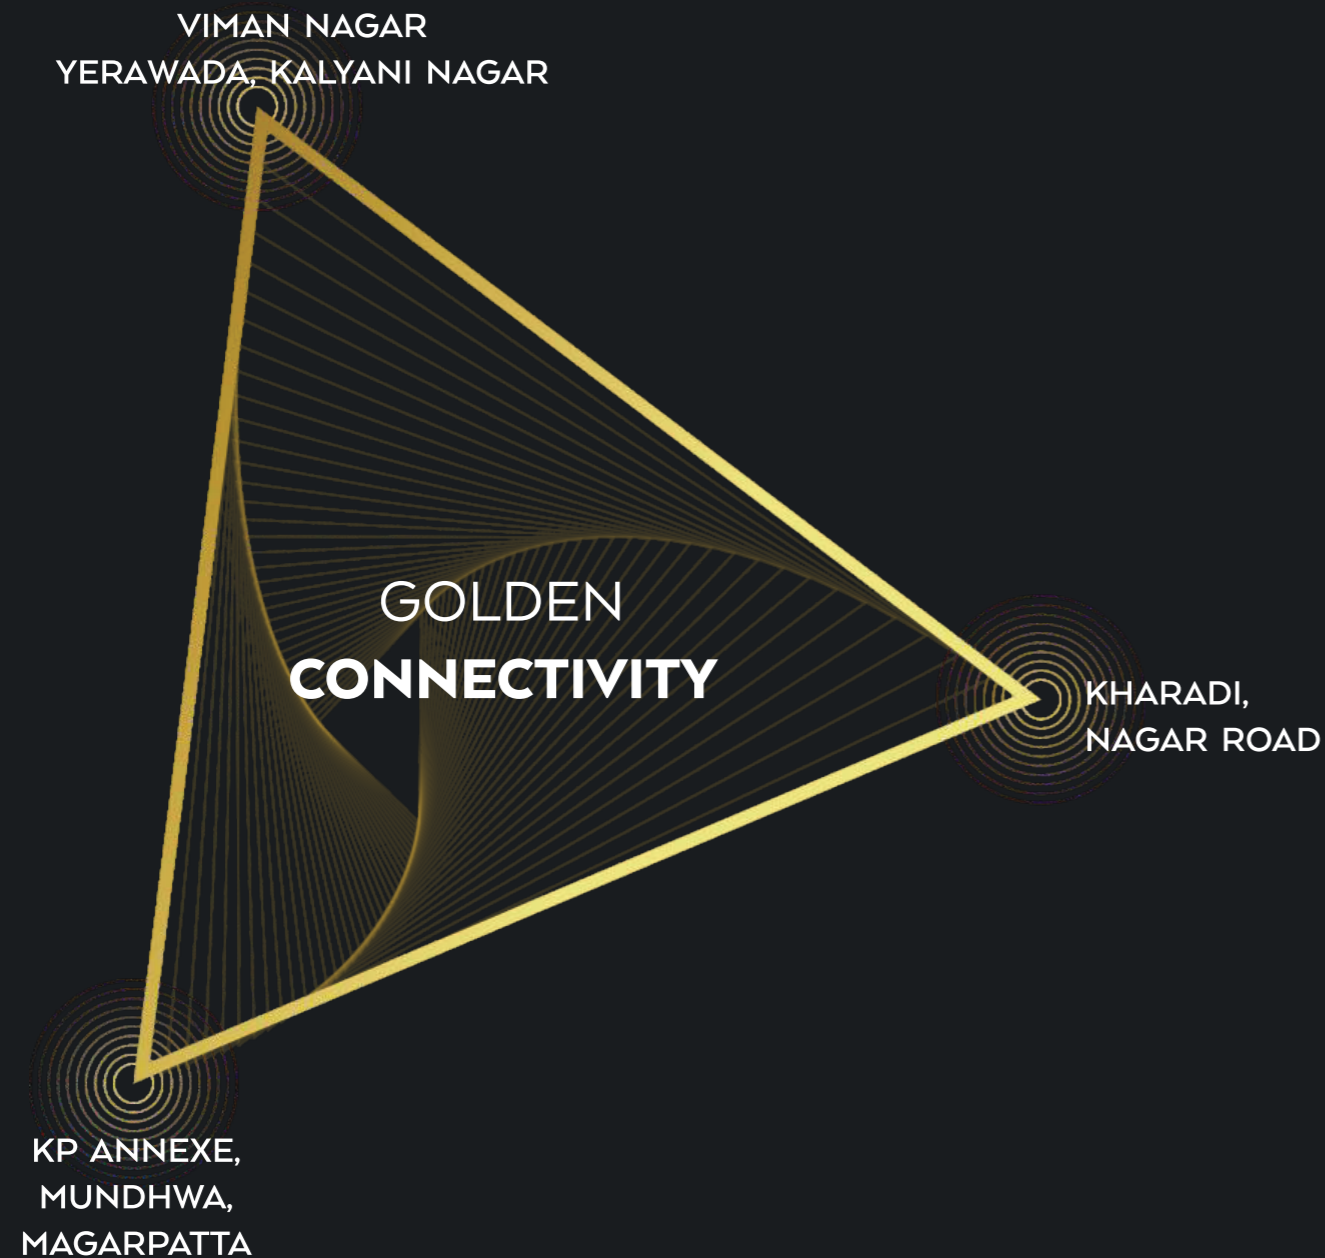 VIMAN NAGAR
YERAWADA, KALYANI NAGAR
GOLDEN
CONNECTIVITY
KHARADI,
NAGAR ROAD
KP ANNEXE,
MUNDHWA,
MAGARPATTA